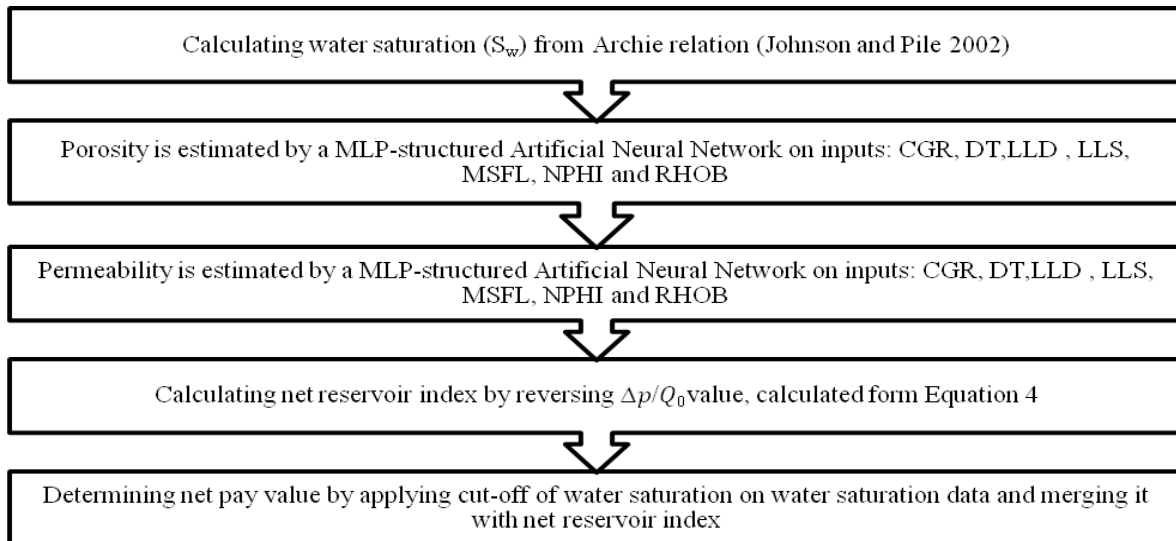 Calculating water saturation (Sw) from Archie relation (Johnson and Pile 2002)
Porosity is estimated by a MLP-structured Artificial Neural Network on inputs: CGR, DT,LLD , LLS,
MSFL, NPHI and RHOB
Permeability is estimated by a MLP-structured Artificial Neural Network on inputs: CGR, DT,LLD , LLS,
MSFL, NPHI and RHOB
Calculating net reservoir index by reversing Δp/Q₀ value, calculated form Equation 4
Determining net pay value by applying cut-off of water saturation on water saturation data and merging it
with net reservoir index